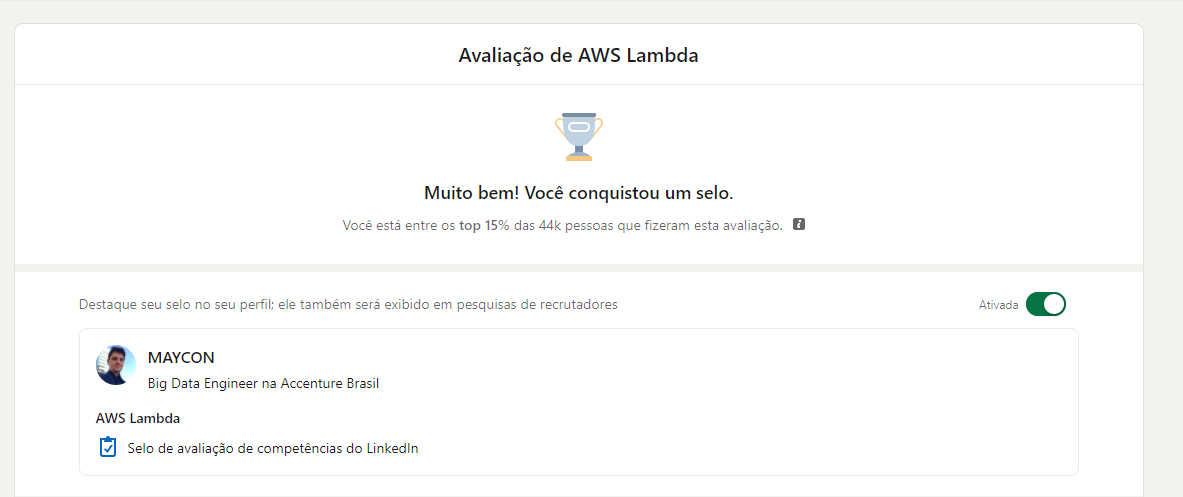 Avaliação de AWS Lambda
Muito bem! Você conquistou um selo.
Você está entre os top 15% das 44k pessoas que fizeram esta avaliação.
Destaque seu selo no seu perfil; ele também será exibido em pesquisas de recrutadores
Ativada
MAYCON
Big Data Engineer na Accenture Brasil
AWS Lambda
Selo de avaliação de competências do LinkedIn